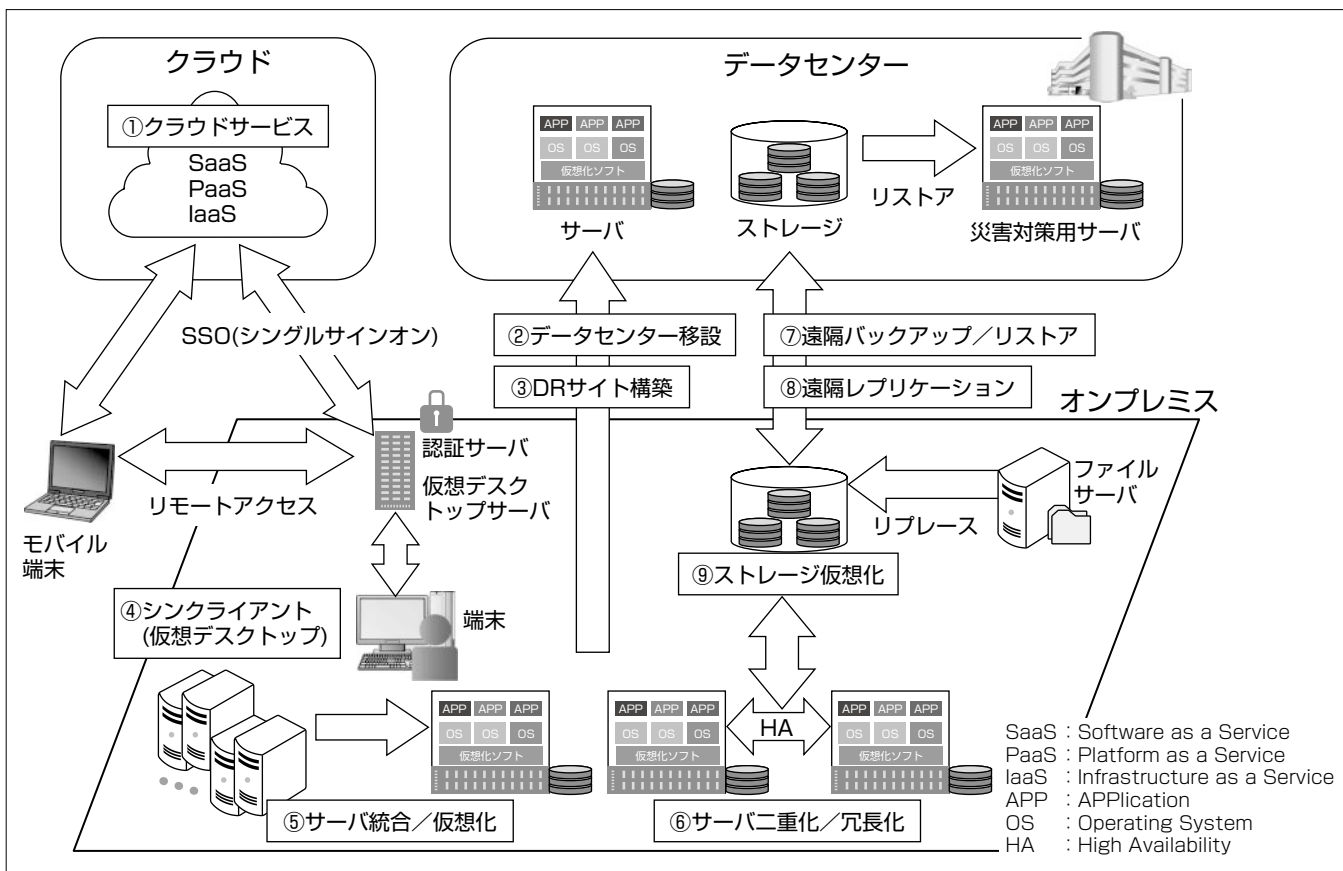 クラウド
①クラウドサービス
SaaS
PaaS
IaaS
データセンター
APP APP APP
OS OS OS
仮想化ソフト
サーバ
ストレージ
リストア
APP APP APP
OS OS OS
仮想化ソフト
災害対策用サーバ
SSO(シングルサインオン)
②データセンター移設
③DRサイト構築
⑦遠隔バックアップ／リストア
⑧遠隔レプリケーション
オンプレミス
モバイル
端末
リモートアクセス
認証サーバ
仮想デスク
トップサーバ
リプレース
ファイル
サーバ
④シンクライアント
(仮想デスクトップ)
端末
⑨ストレージ仮想化
APP APP APP
OS OS OS
仮想化ソフト
⑤サーバ統合／仮想化
APP APP APP
OS OS OS
仮想化ソフト
HA
APP APP APP
OS OS OS
仮想化ソフト
⑥サーバ二重化／冗長化
SaaS：Software as a Service
PaaS：Platform as a Service
IaaS：Infrastructure as a Service
APP：APPlication
OS：Operating System
HA：High Availability